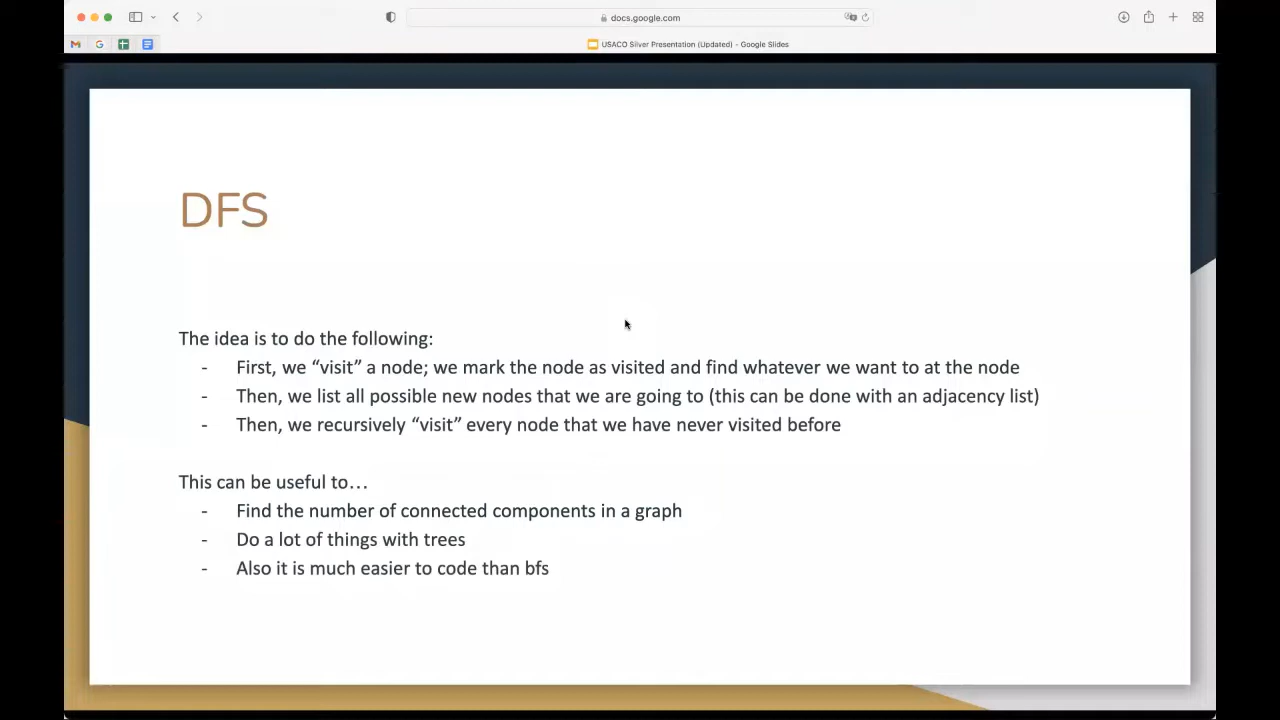 docs.google.com
USACO Silver Presentation (Updated) - Google Slides
DFS
The idea is to do the following:
- First, we “visit” a node; we mark the node as visited and find whatever we want to at the node
- Then, we list all possible new nodes that we are going to (this can be done with an adjacency list)
- Then, we recursively “visit” every node that we have never visited before
This can be useful to…
- Find the number of connected components in a graph
- Do a lot of things with trees
- Also it is much easier to code than bfs